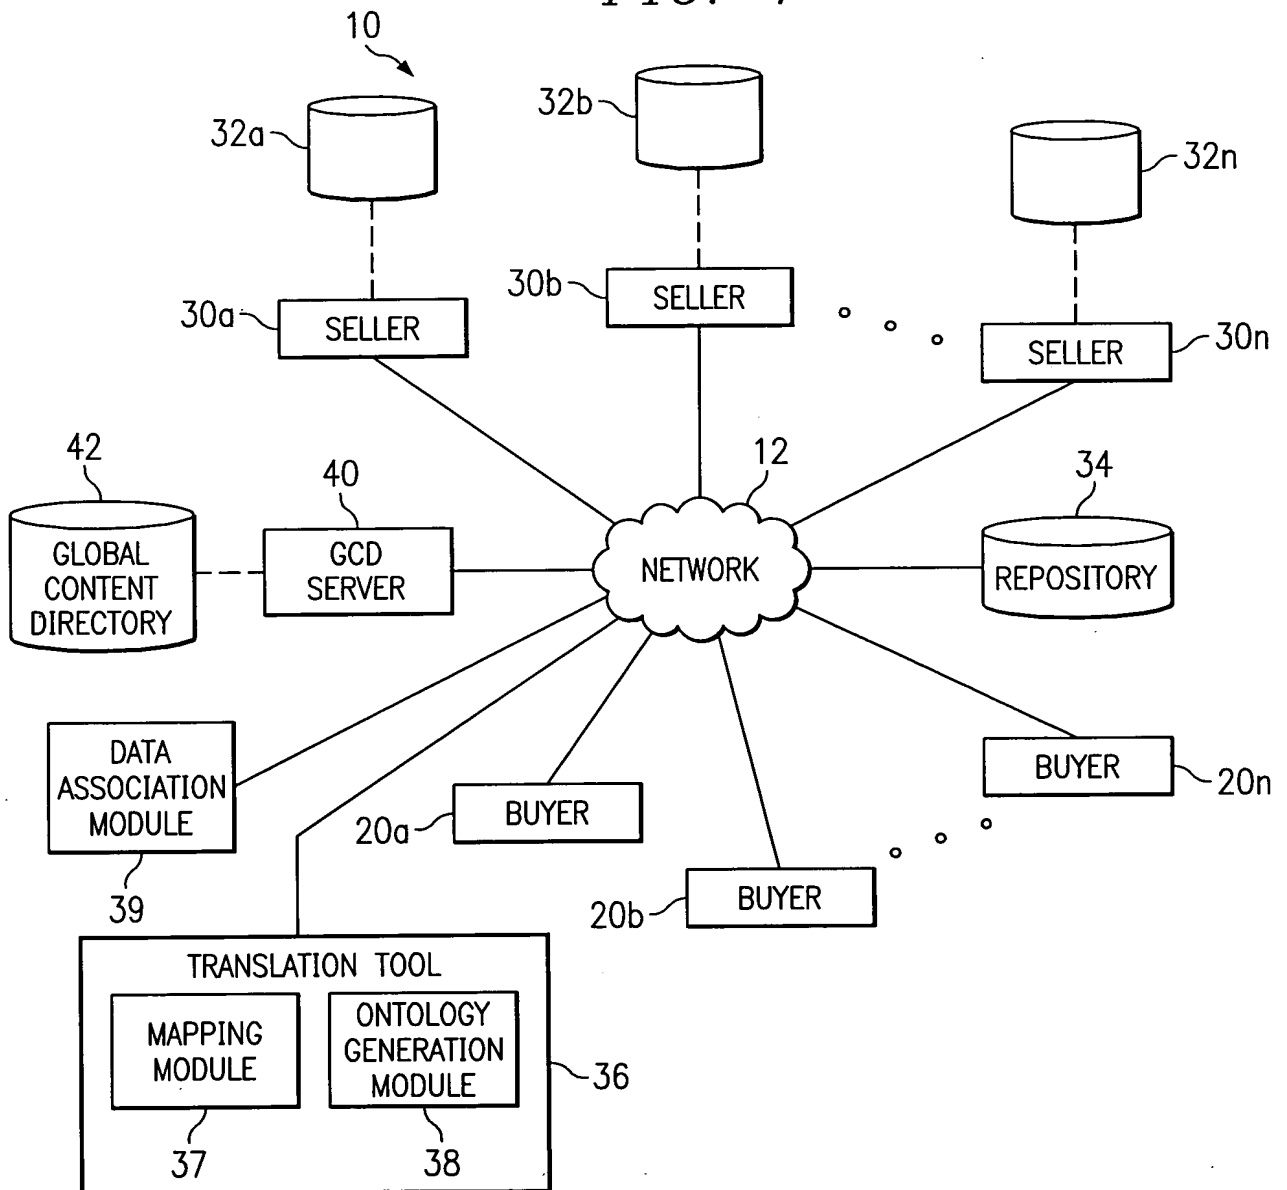 10
32a
32b
32n
30a
SELLER
30b
SELLER
SELLER
30n
42
GLOBAL
CONTENT
DIRECTORY
40
GCD
SERVER
12
NETWORK
34
REPOSITORY
DATA
ASSOCIATION
MODULE
39
20a
BUYER
20b
BUYER
BUYER
20n
TRANSLATION TOOL
MAPPING
MODULE
37
ONTOLOGY
GENERATION
MODULE
38
36